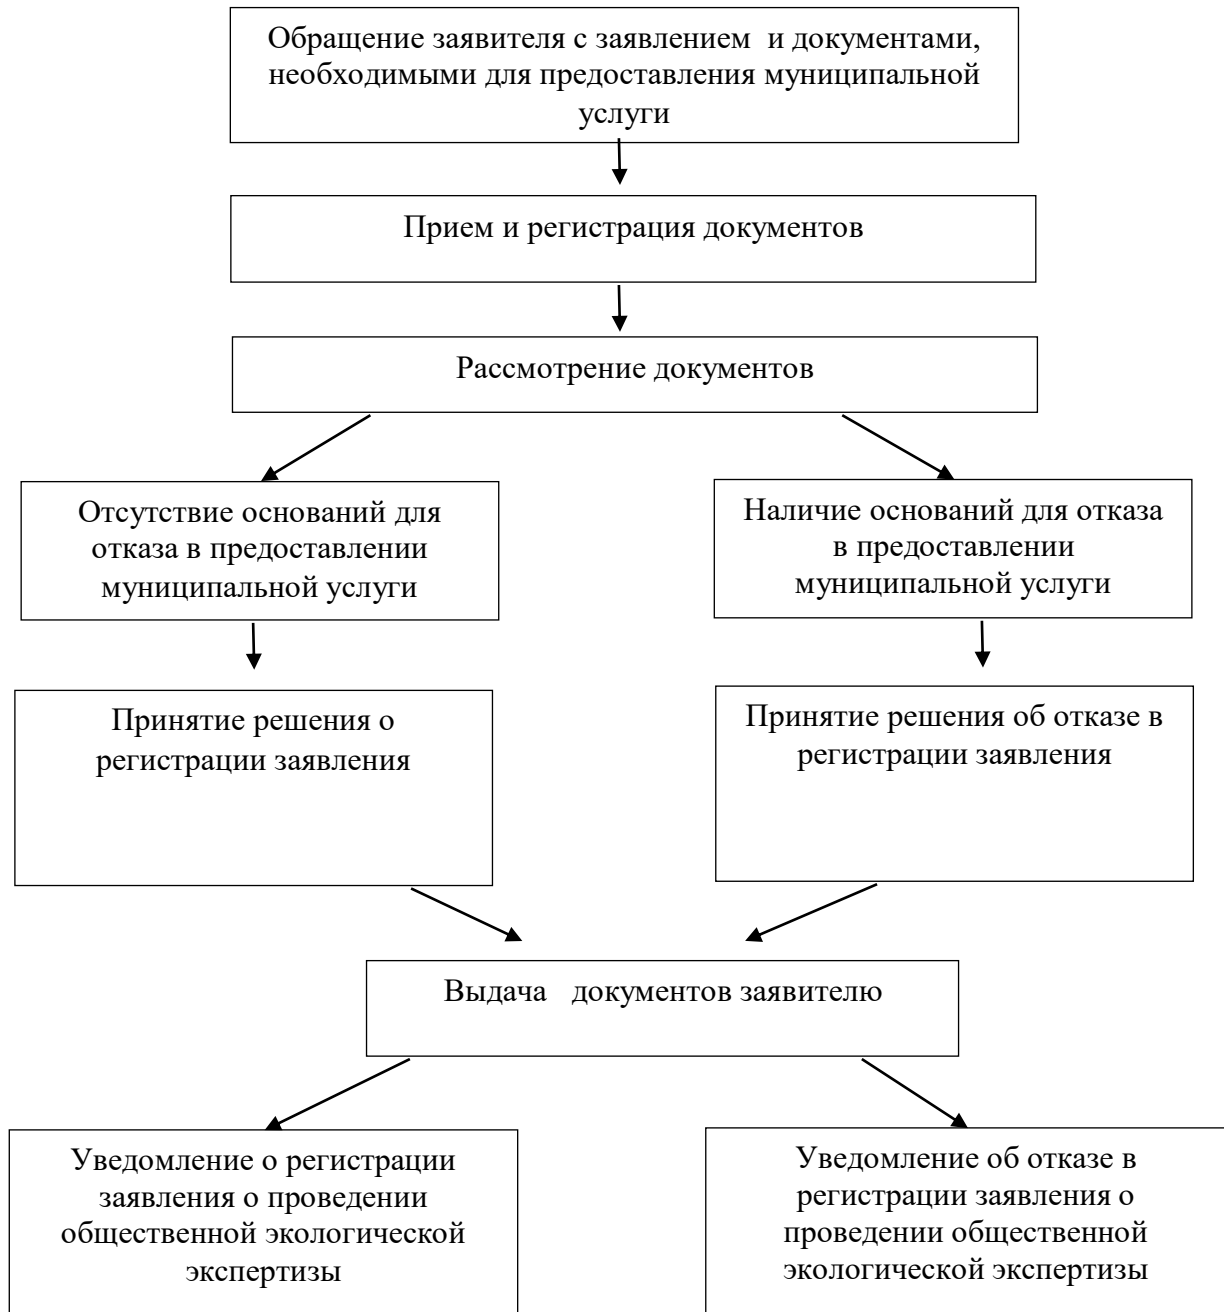 Обращение заявителя с заявлением и документами,
необходимыми для предоставления муниципальной
услуги
Прием и регистрация документов
Рассмотрение документов
Отсутствие оснований для
отказа в предоставлении
муниципальной услуги
Наличие оснований для отказа
в предоставлении
муниципальной услуги
Принятие решения о
регистрации заявления
Принятие решения об отказе в
регистрации заявления
Выдача документов заявителю
Уведомление о регистрации
заявления о проведении
общественной экологической
экспертизы
Уведомление об отказе в
регистрации заявления о
проведении общественной
экологической экспертизы